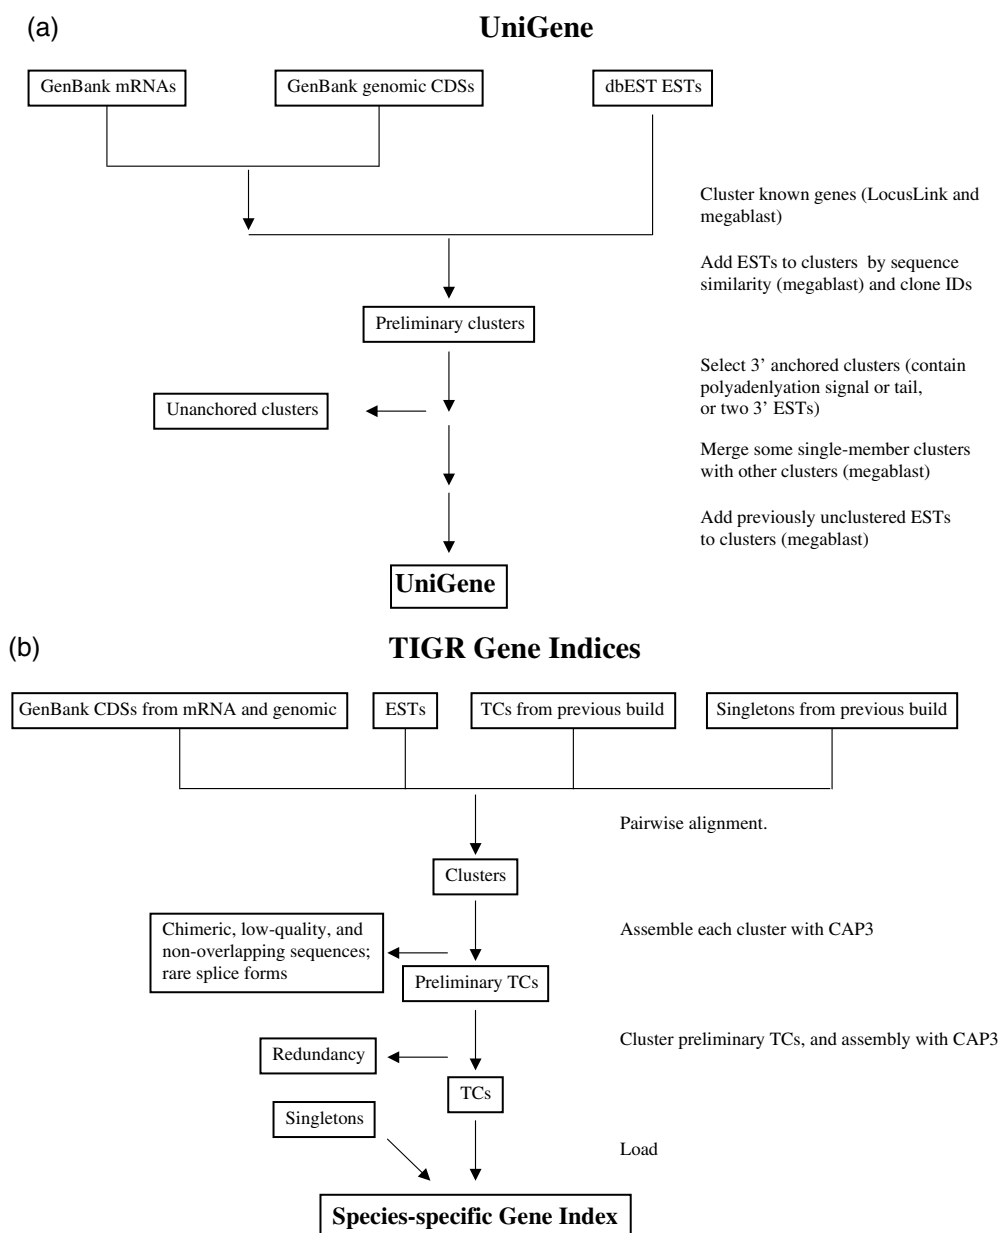 (a)
UniGene
GenBank mRNAs
GenBank genomic CDSs
dbEST ESTs
Cluster known genes (LocusLink and
megablast)
Add ESTs to clusters by sequence
similarity (megablast) and clone IDs
Preliminary clusters
Select 3’ anchored clusters (contain
polyadenlyation signal or tail,
or two 3’ ESTs)
Unanchored clusters
Merge some single-member clusters
with other clusters (megablast)
Add previously unclustered ESTs
to clusters (megablast)
UniGene
(b)
TIGR Gene Indices
GenBank CDSs from mRNA and genomic
ESTs
TCs from previous build
Singletons from previous build
Pairwise alignment.
Clusters
Chimeric, low-quality, and
non-overlapping sequences;
rare splice forms
Assemble each cluster with CAP3
Preliminary TCs
Cluster preliminary TCs, and assembly with CAP3
Redundancy
TCs
Singletons
Load
Species-specific Gene Index